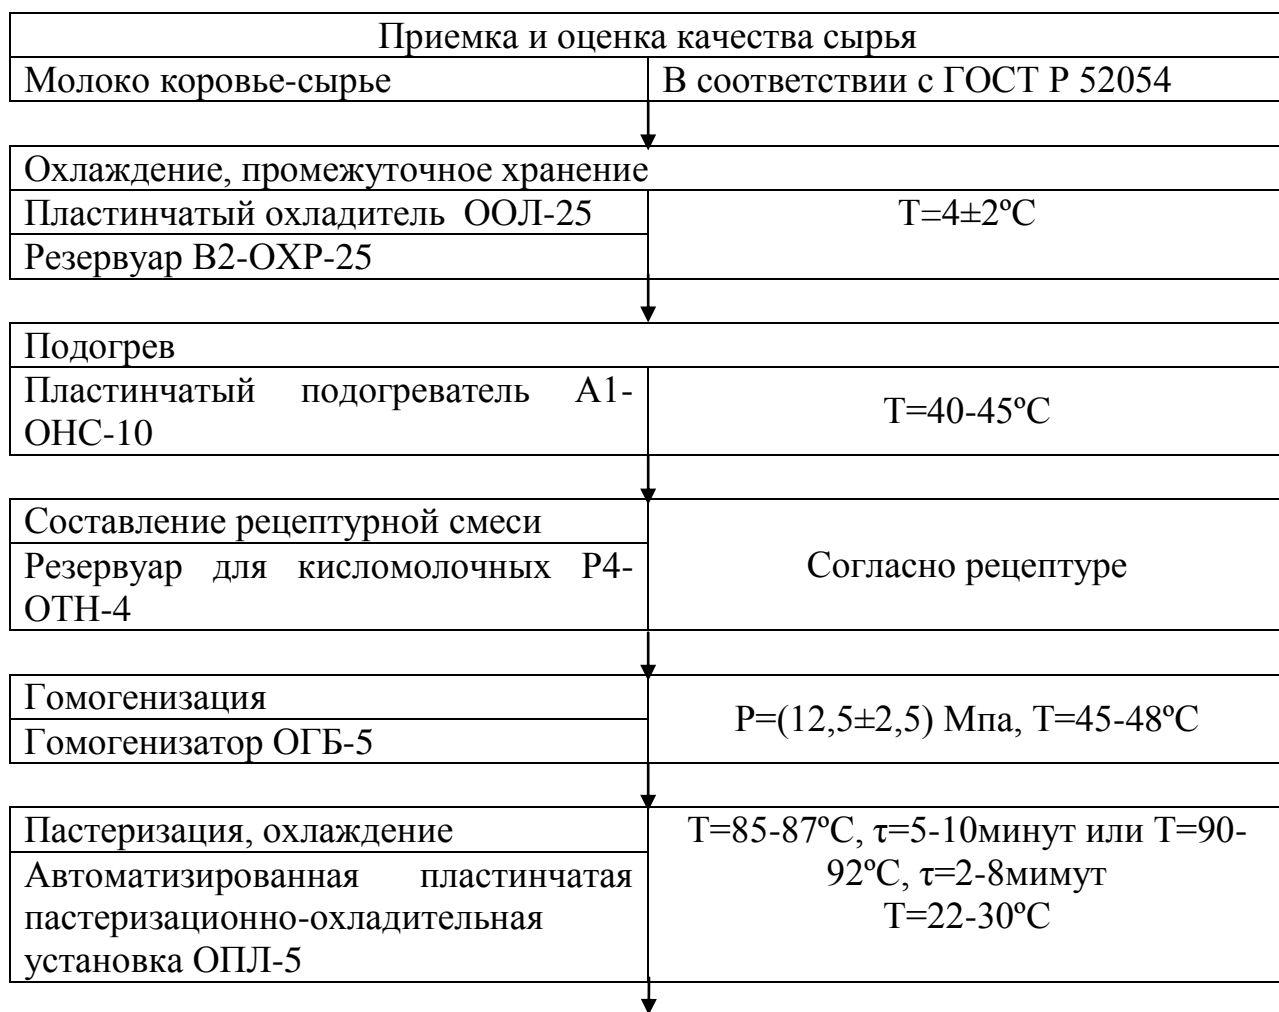 Приемка и оценка качества сырья
Молоко коровье-сырье
В соответствии с ГОСТ Р 52054
Охлаждение, промежуточное хранение
Пластинчатый охладитель ООЛ-25
Т=4±2ºС
Резервуар В2-ОХР-25
Подогрев
Пластинчатый подогреватель А1-
ОНС-10
Т=40-45ºС
Составление рецептурной смеси
Резервуар для кисломолочных Р4-
ОТН-4
Согласно рецептуре
Гомогенизация
Гомогенизатор ОГБ-5
Р=(12,5±2,5) Мпа, Т=45-48ºС
Пастеризация, охлаждение
Автоматизированная пластинчатая
пастеризационно-охладительная
установка ОПЛ-5
Т=85-87ºС, τ=5-10минут или Т=90-
92ºС, τ=2-8мимут
Т=22-30ºС